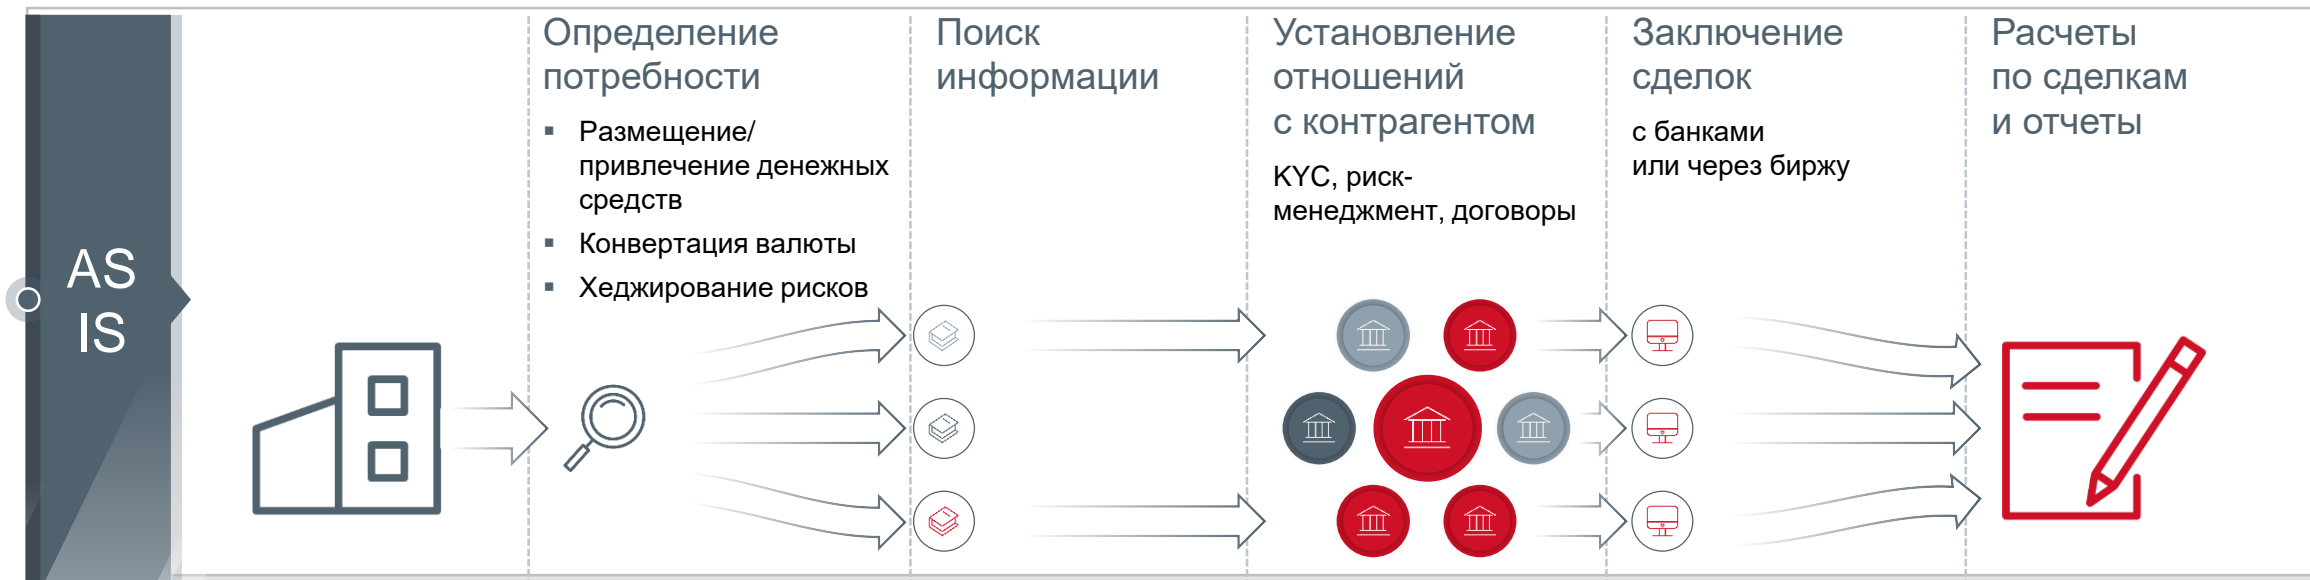 AS
IS
Определение
потребности
Размещение/
привлечение денежных
средств
Конвертация валюты
Хеджирование рисков
Поиск
информации
Установление
отношений
с контрагентом
KYC, риск-
менеджмент, договоры
Заключение
сделок
с банками
или через биржу
Расчеты
по сделкам
и отчеты